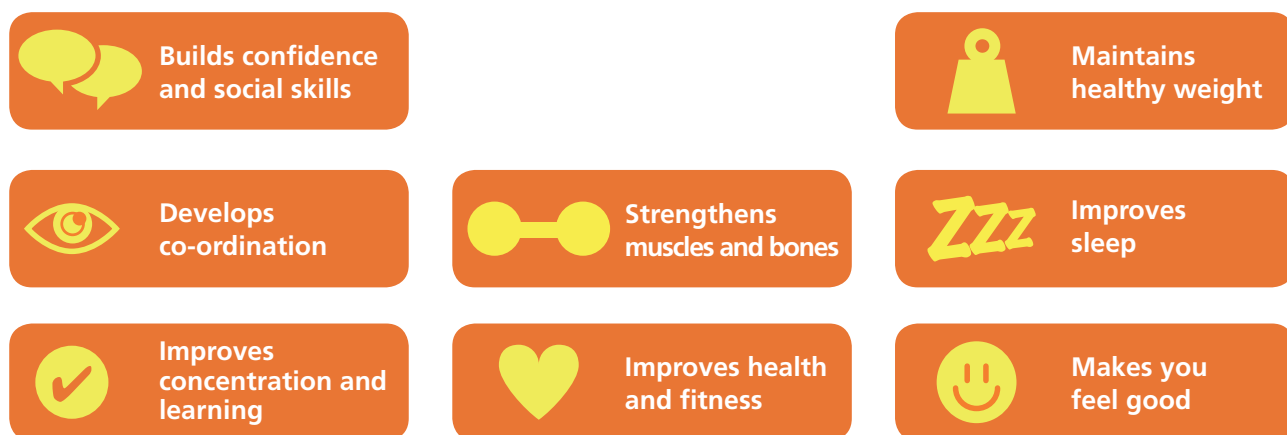 Builds confidence
and social skills
Maintains
healthy weight
Develops
co-ordination
Strengthens
muscles and bones
ZZZ
Improves
sleep
Improves
concentration and
learning
Improves health
and fitness
Makes you
feel good